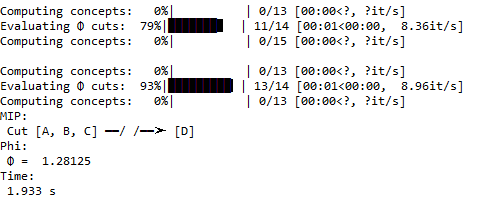 Computing concepts:   0%|          | 0/13 [00:00<?, ?it/s]
Evaluating Φ cuts:  79%|███████▊  | 11/14 [00:01<00:00,  8.36it/s]
Computing concepts:   0%|          | 0/15 [00:00<?, ?it/s]
Computing concepts:   0%|          | 0/13 [00:00<?, ?it/s]
Evaluating Φ cuts:  93%|█████████▎| 13/14 [00:01<00:00,  8.96it/s]
Computing concepts:   0%|          | 0/13 [00:00<?, ?it/s]
MIP:
Cut [A, B, C] ━━/ /━━➤ [D]
Phi:
Φ =  1.28125
Time:
1.933 s